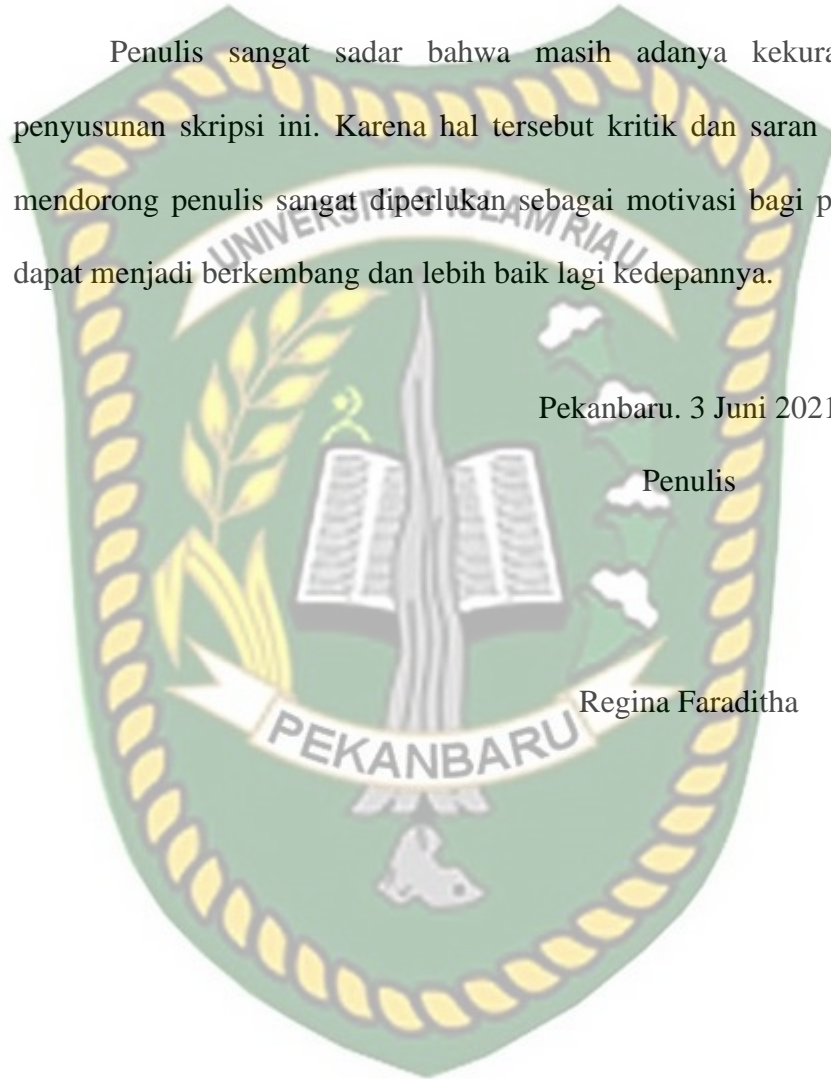 Penulis sangat sadar bahwa masih adanya kekura
penyusunan skripsi ini. Karena hal tersebut kritik dan saran
mendorong penulis sangat diperlukan sebagai motivasi bagi p
UNIVERSITAS ISLAM RIAU
dapat menjadi berkembang dan lebih baik lagi kedepannya.
Pekanbaru. 3 Juni 2021
Penulis
Regina Faraditha
PEKANBARU